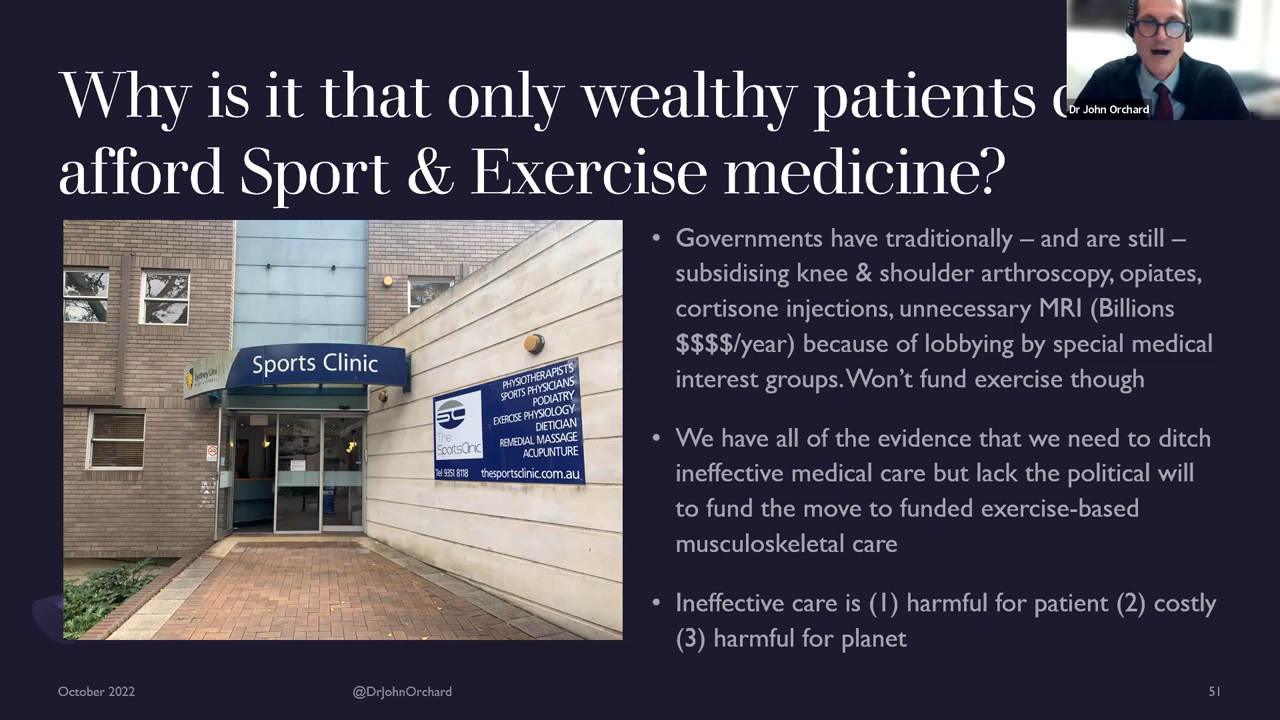 Why is it that only wealthy patients
afford Sport & Exercise medicine?
Dr John Orchard
Sports Clinic
PHYSIOTHERAPISTS
SPORTS PHYSICIANS
PODIATRY
EXERCISE PHYSIOLOGY
DIETICIAN
REMEDIAL MASSAGE
ACUPUNCTURE
SC
The
SportsClinic
Tel 9351 8118 thesportsclinic.com.au
• Governments have traditionally – and are still –
subsidising knee & shoulder arthroscopy, opiates,
cortisone injections, unnecessary MRI (Billions
$$$$/year) because of lobbying by special medical
interest groups. Won't fund exercise though
• We have all of the evidence that we need to ditch
ineffective medical care but lack the political will
to fund the move to funded exercise-based
musculoskeletal care
• Ineffective care is (1) harmful for patient (2) costly
(3) harmful for planet
October 2022
@DrJohnOrchard
51